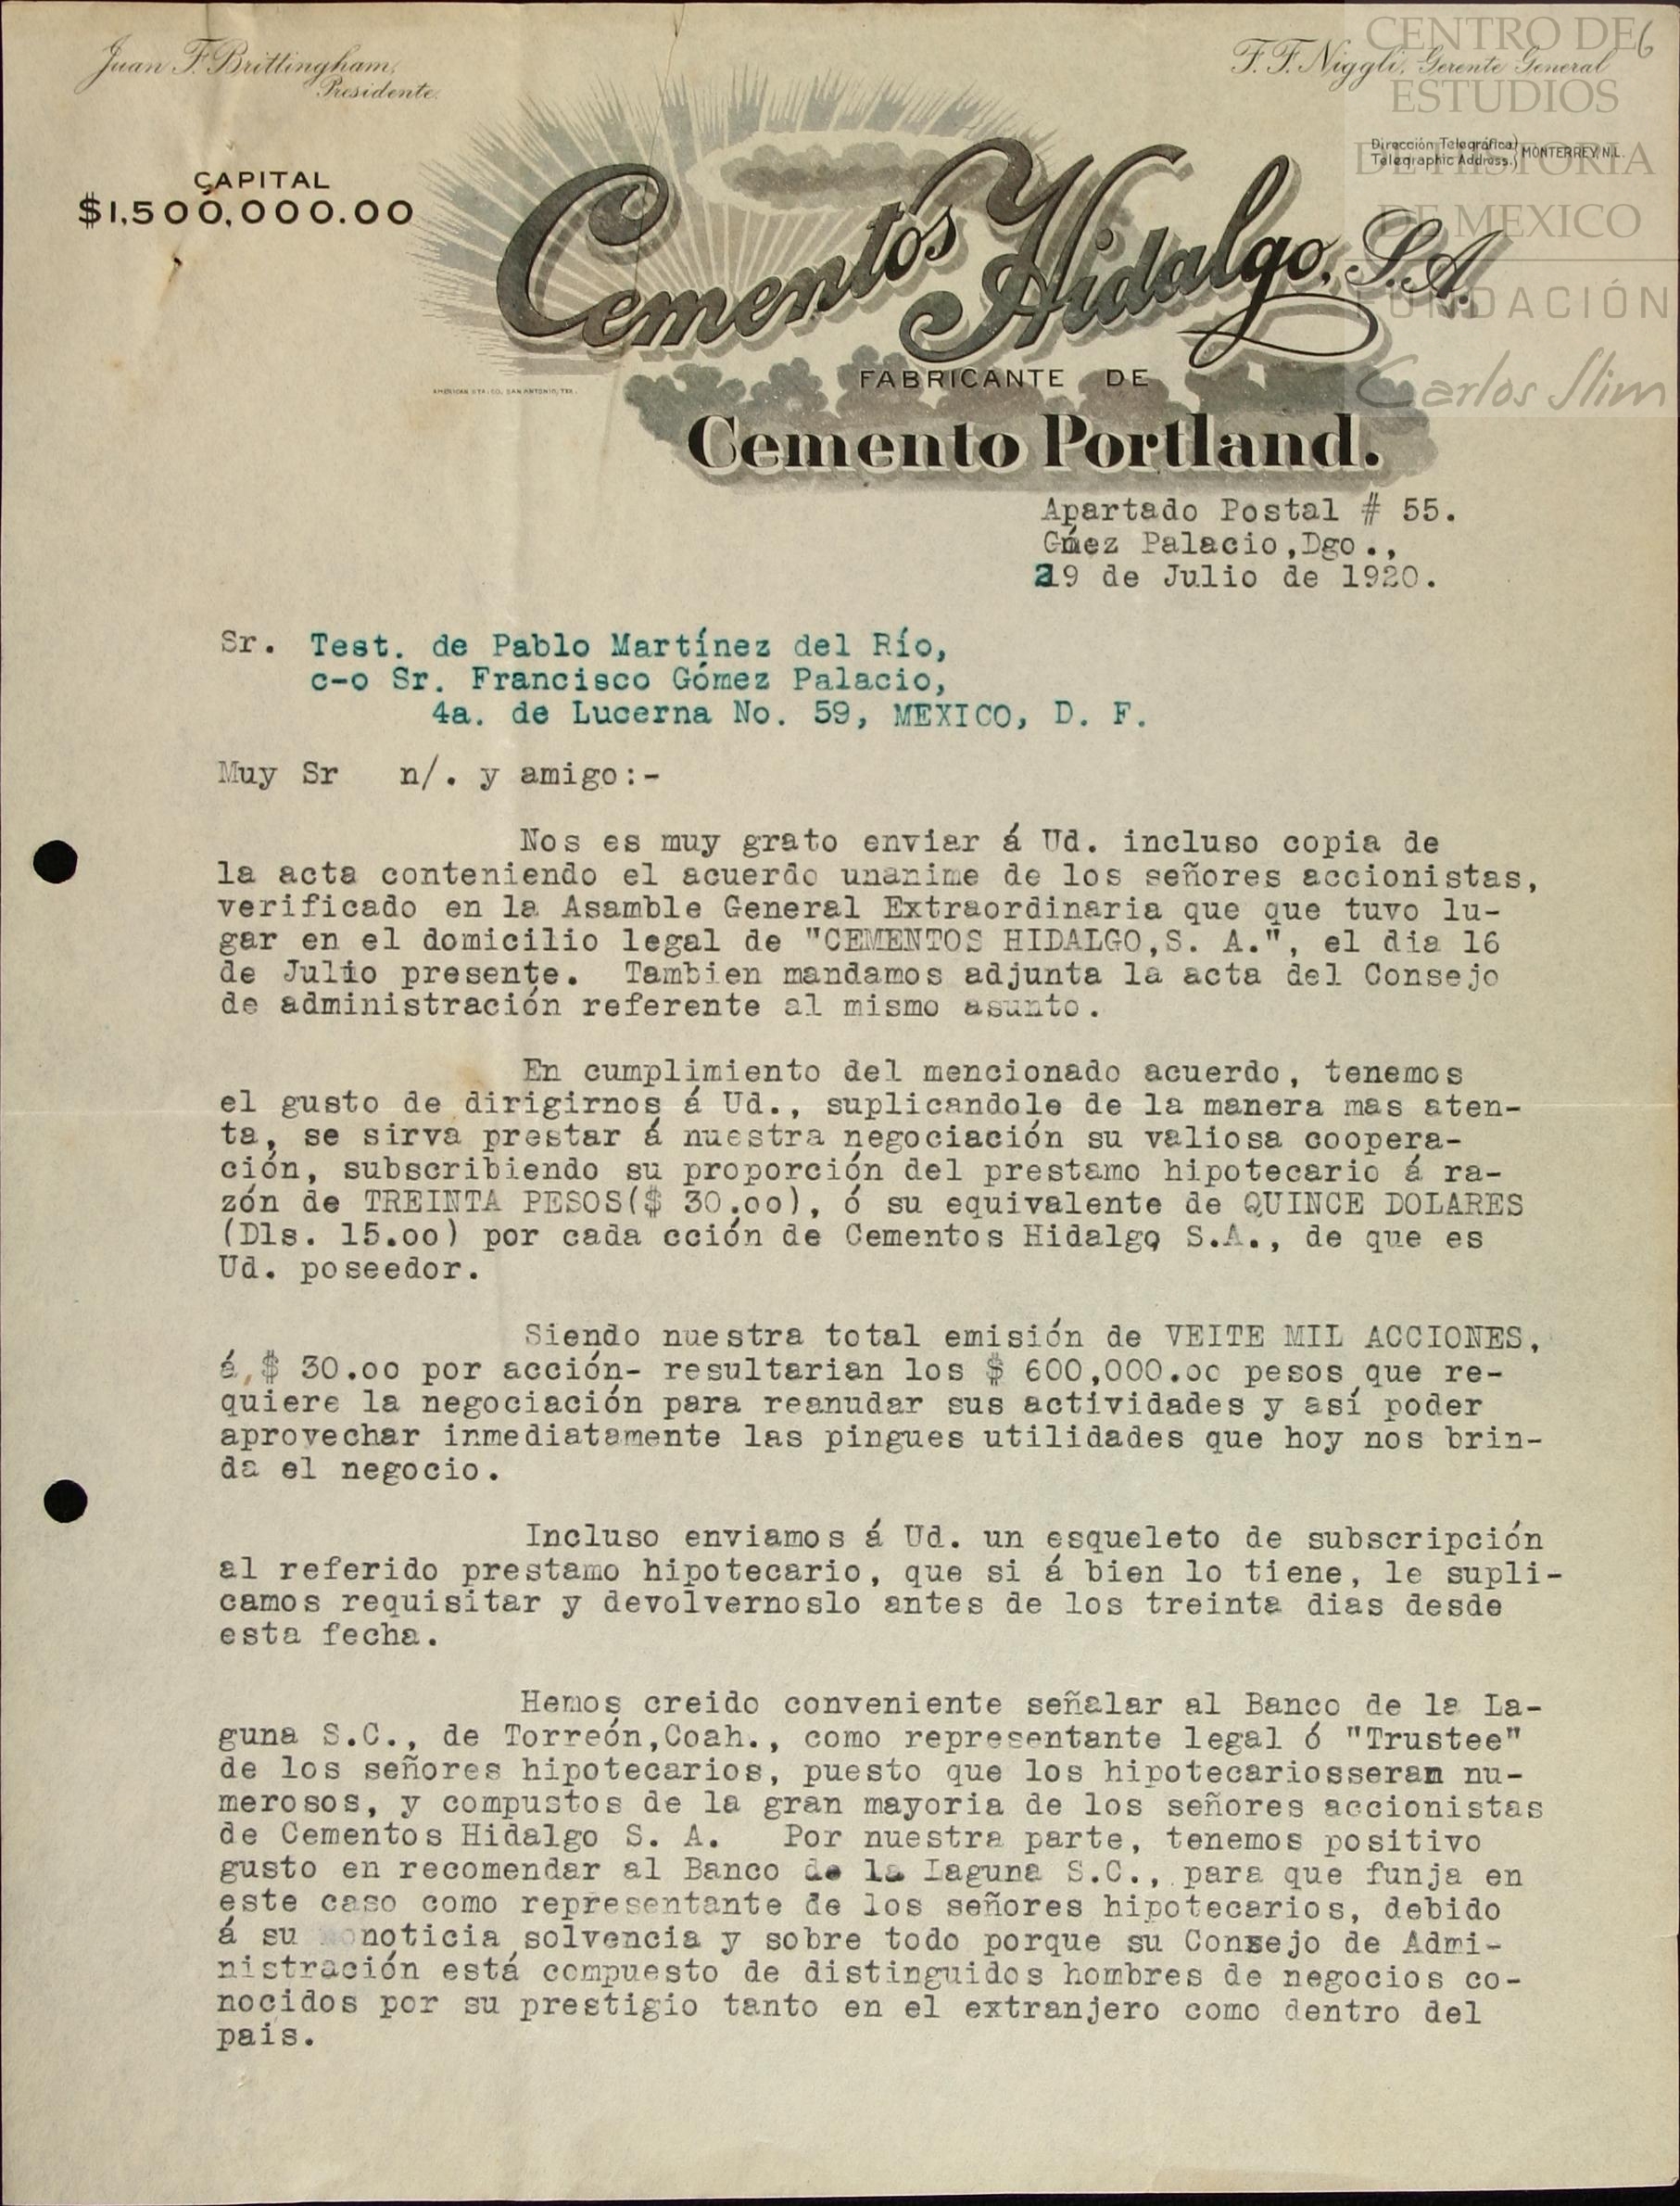 Juan F. Brittingham,
Presidente.
F. F. Niggli, Gerente General
6
CENTRO DE
ESTUDIOS
DE HISTORIA
DE MEXICO
FUNDACIÓN
Carlos Slim
Dirección Telegráfica)
Telegraphic Address.) MONTERREY, N.L.
CAPITAL
$1,500,000.00
Cementos Hidalgo, S.A.
AMERICAN STA. CO. SAN ANTONIO, TEX.
FABRICANTE DE
Cemento Portland.
Apartado Postal # 55.
Gmez Palacio,Dgo.,
29 de Julio de 1920.
Sr. Test. de Pablo Martínez del Río,
c-o Sr. Francisco Gómez Palacio,
4a. de Lucerna No. 59, MEXICO, D. F.
Muy Sr n/. y amigo:-
Nos es muy grato enviar á Ud. incluso copia de
la acta conteniendo el acuerdo unanime de los señores accionistas,
verificado en la Asamble General Extraordinaria que que tuvo lu-
gar en el domicilio legal de "CEMENTOS HIDALGO,S. A.", el dia 16
de Julio presente. Tambien mandamos adjunta la acta del Consejo
de administración referente al mismo asunto.
En cumplimiento del mencionado acuerdo, tenemos
el gusto de dirigirnos á Ud., suplicandole de la manera mas aten-
ta, se sirva prestar á nuestra negociación su valiosa coopera-
ción, subscribiendo su proporción del prestamo hipotecario á ra-
zón de TREINTA PESOS($ 30.oo), ó su equivalente de QUINCE DOLARES
(Dls. 15.oo) por cada cción de Cementos Hidalgo S.A., de que es
Ud. poseedor.
Siendo nuestra total emisión de VEITE MIL ACCIONES,
á $ 30.oo por acción- resultarian los $ 600,000.oo pesos que re-
quiere la negociación para reanudar sus actividades y así poder
aprovechar inmediatamente las pingues utilidades que hoy nos brin-
da el negocio.
Incluso enviamos á Ud. un esqueleto de subscripción
al referido prestamo hipotecario, que si á bien lo tiene, le supli-
camos requisitar y devolvernoslo antes de los treinta dias desde
esta fecha.
Hemos creido conveniente señalar al Banco de la La-
guna S.C., de Torreón,Coah., como representante legal ó "Trustee"
de los señores hipotecarios, puesto que los hipotecariosseran nu-
merosos, y compustos de la gran mayoria de los señores accionistas
de Cementos Hidalgo S. A. Por nuestra parte, tenemos positivo
gusto en recomendar al Banco de la Laguna S.C., para que funja en
este caso como representante de los señores hipotecarios, debido
á su noticia solvencia y sobre todo porque su Consejo de Admi-
nistración está compuesto de distinguidos hombres de negocios co-
nocidos por su prestigio tanto en el extranjero como dentro del
pais.